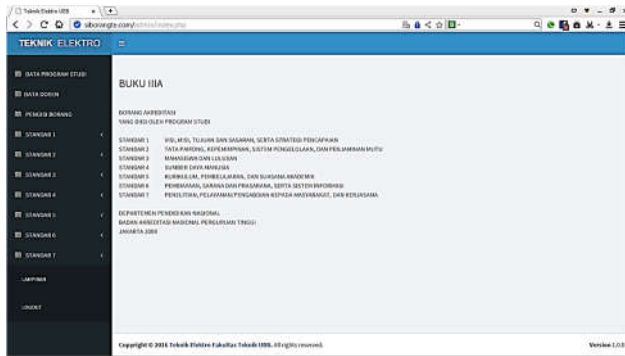 Teknik Elektro UBB
siborangte.com/admin/index.php
TEKNIK ELEKTRO
DATA PROGRAM STUDI
DATA DOSEN
PENGISI BORANG
STANDAR 1
STANDAR 2
STANDAR 3
STANDAR 4
STANDAR 5
STANDAR 6
STANDAR 7
LAMPIRAN
LOGOUT
BUKU IIIA
BORANG AKREDITASI
YANG DIISI OLEH PROGRAM STUDI
STANDAR 1 VISI, MISI, TUJUAN DAN SASARAN, SERTA STRATEGI PENCAPAIAN
STANDAR 2 TATA PAMONG, KEPEMIMPINAN, SISTEM PENGELOLAAN, DAN PENJAMINAN MUTU
STANDAR 3 MAHASISWA DAN LULUSAN
STANDAR 4 SUMBER DAYA MANUSIA
STANDAR 5 KURIKULUM, PEMBELAJARAN, DAN SUASANA AKADEMIK
STANDAR 6 PEMBIAYAAN, SARANA DAN PRASARANA, SERTA SISTEM INFORMASI
STANDAR 7 PENELITIAN, PELAYANAN/PENGABDIAN KEPADA MASYARAKAT, DAN KERJASAMA
DEPARTEMEN PENDIDIKAN NASIONAL
BADAN AKREDITASI NASIONAL PERGURUAN TINGGI
JAKARTA 2008
Copyright © 2016 Teknik Elektro Fakultas Teknik UBB. All rights reserved.
Version 1.0.0